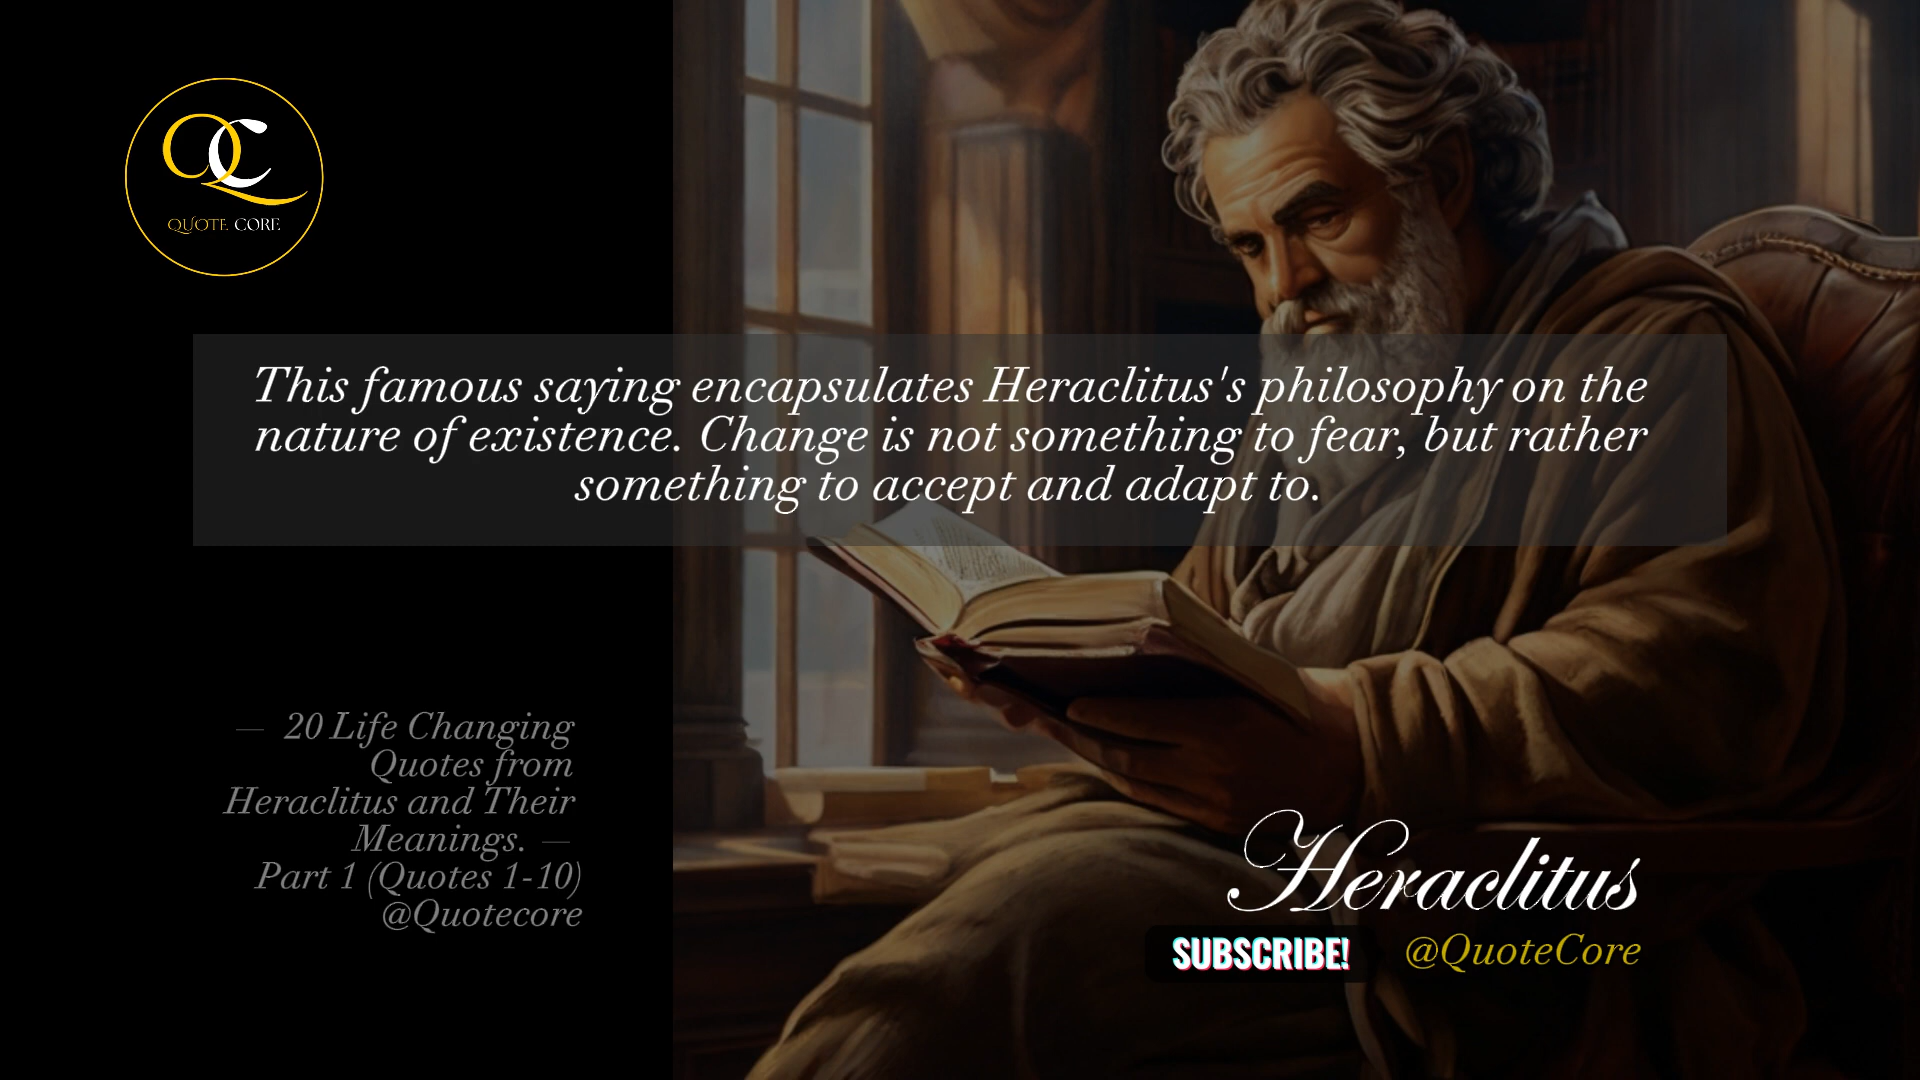 QC
QUOTE CORE
This famous saying encapsulates Heraclitus's philosophy on the
nature of existence. Change is not something to fear, but rather
something to accept and adapt to.
— 20 Life Changing
Quotes from
Heraclitus and Their
Meanings. —
Part 1 (Quotes 1-10)
@Quotecore
Heraclitus
SUBSCRIBE! @QuoteCore